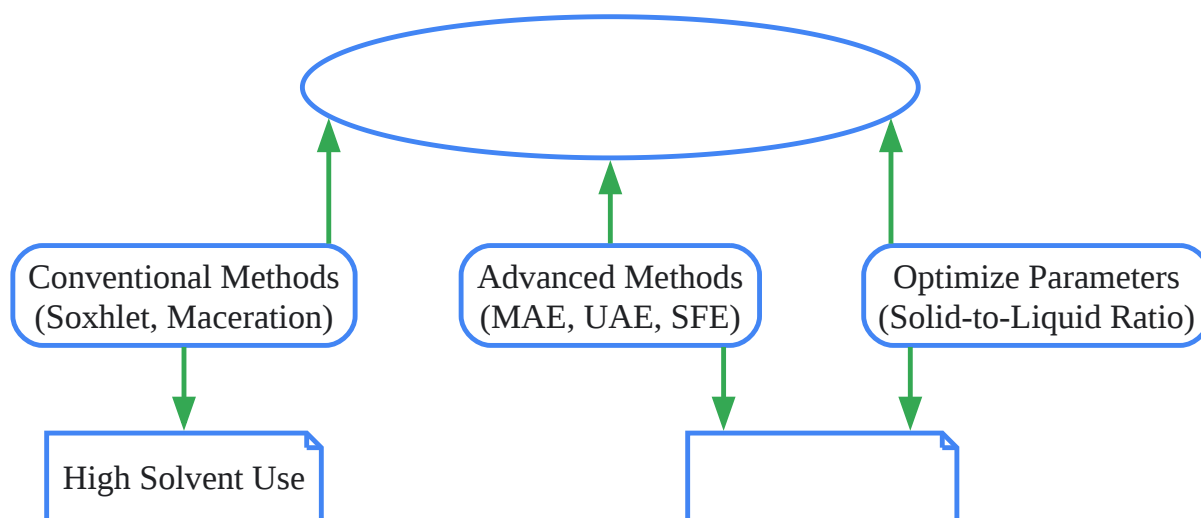 Conventional Methods
(Soxhlet, Maceration)
Advanced Methods
(MAE, UAE, SFE)
Optimize Parameters
(Solid-to-Liquid Ratio)
High Solvent Use